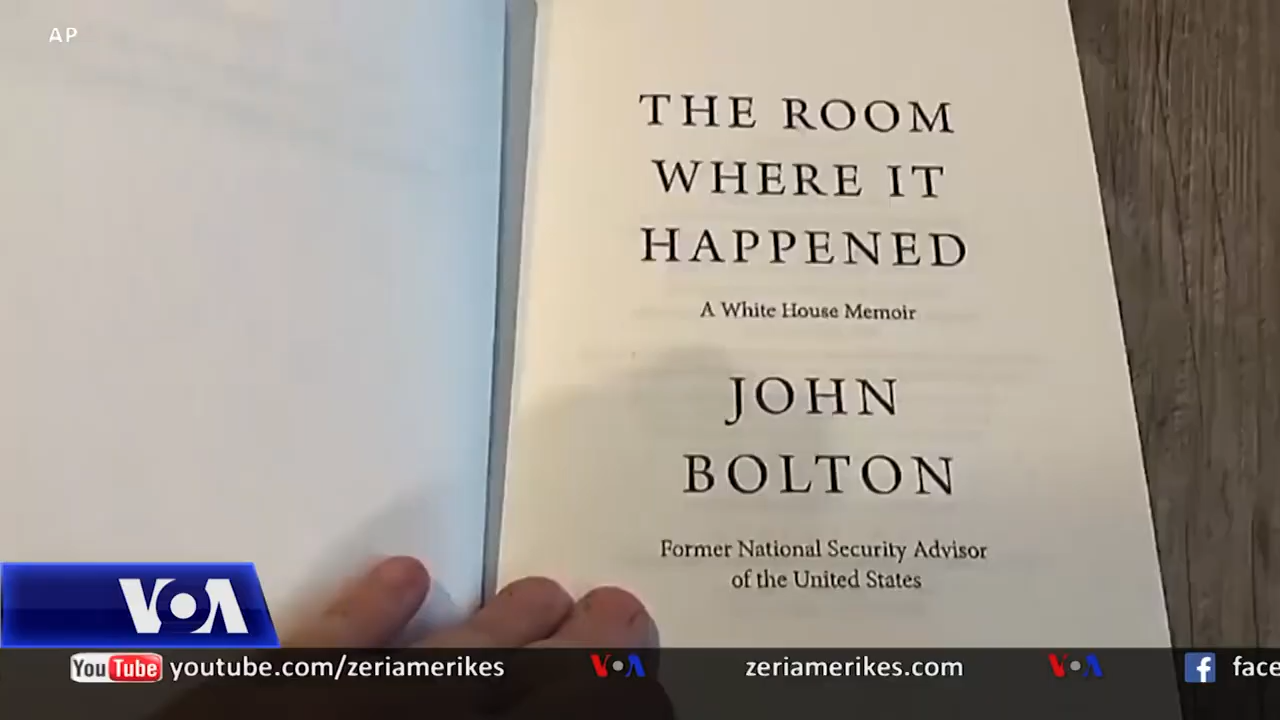 AP
THE ROOM
WHERE IT
HAPPENED
A White House Memoir
JOHN
BOLTON
Former National Security Advisor
of the United States
VOA
YouTube youtube.com/zeriamerikes VOA zeriamerikes.com VOA f face